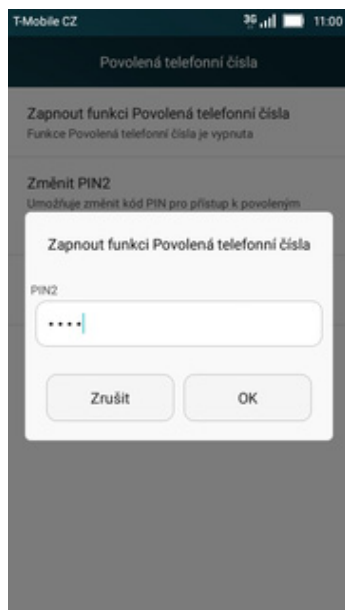 T-Mobile CZ 3G 11:00
Povolená telefonní čísla
Zapnout funkci Povolená telefonní čísla
Funkce Povolená telefonní čísla je vypnuta
Změnit PIN2
Umožňuje změnit kód PIN pro přístup k povoleným
Zapnout funkci Povolená telefonní čísla
PIN2
••••
Zrušit OK